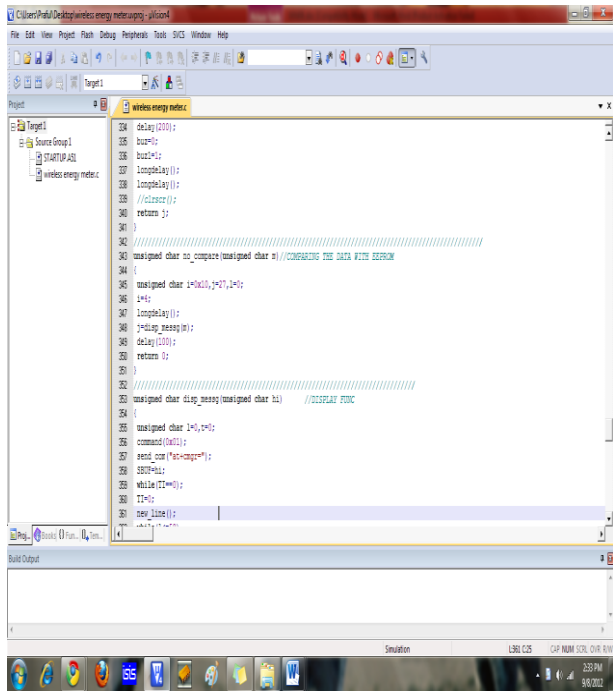 C:\Users\Praful\Desktop\wireless energy meter.uvproj - µVision4
File Edit View Project Flash Debug Peripherals Tools SVCS Window Help
Target 1
Project
wireless energy meter.c
Target 1
Source Group 1
STARTUP.A51
wireless energy meter.c
334 delay(200);
335 bur=0;
336 bur1=1;
337 longdelay();
338 longdelay();
339 //clrscr();
340 return j;
341 }
342 ////////////////////////////////////////////////////////////////////////////////////////////////
343 unsigned char no_compare(unsigned char m)//COMPARING THE DATA WITH EEPROM
344 {
345 unsigned char i=0x10,j=27,l=0;
346 i=4;
347 longdelay();
348 j=disp_messg(m);
349 delay(100);
350 return 0;
351 }
352 //////////////////////////////////////////////////////////////////////////////
353 unsigned char disp_messg(unsigned char hi) //DISPLAY FUNC
354 {
355 unsigned char l=0,t=0;
356 command(0x01);
357 send_com("at+cmgr=");
358 SBUF=hi;
359 while(TI==0);
360 TI=0;
361 new_line();
Proj... Books {} Fun... Tem...
Build Output
Simulation
L:361 C:25
CAP NUM SCRL OVR R/W
ISIS
2:33 PM
9/8/2012